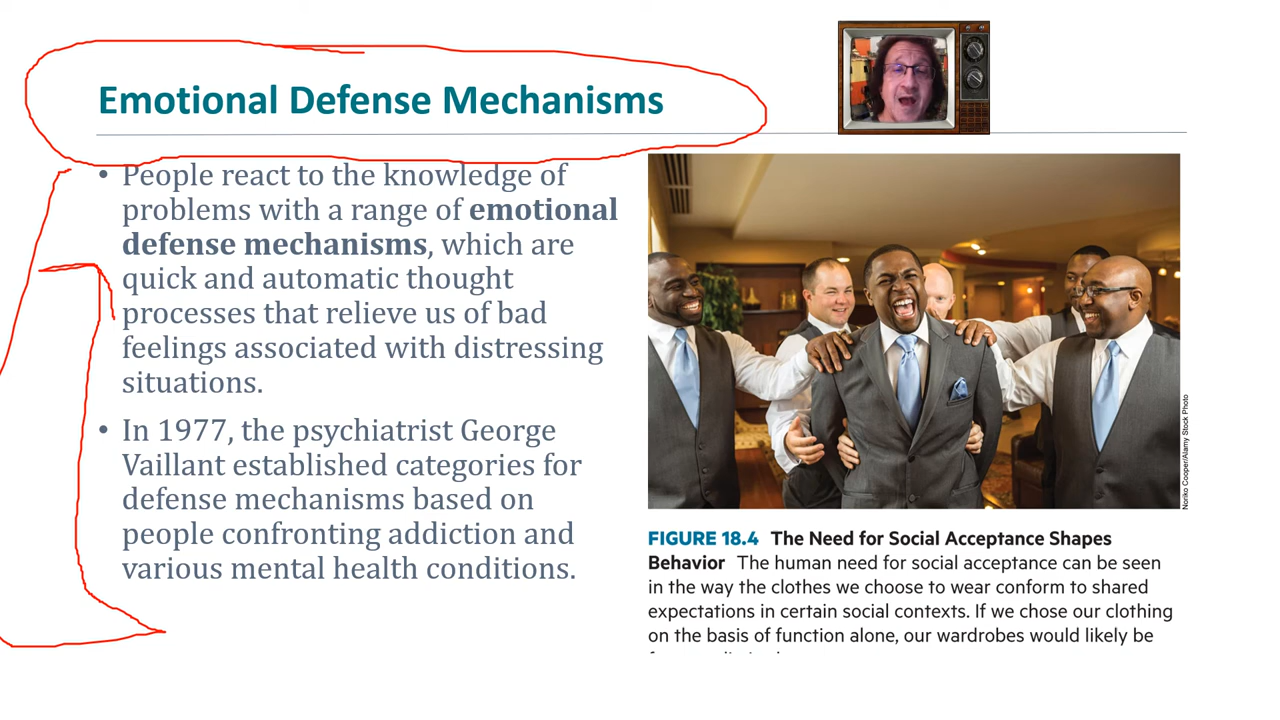 Emotional Defense Mechanisms
• People react to the knowledge of
problems with a range of emotional
defense mechanisms, which are
quick and automatic thought
processes that relieve us of bad
feelings associated with distressing
situations.
• In 1977, the psychiatrist George
Vaillant established categories for
defense mechanisms based on
people confronting addiction and
various mental health conditions.
Noriko Cooper/Alamy Stock Photo
FIGURE 18.4 The Need for Social Acceptance Shapes
Behavior The human need for social acceptance can be seen
in the way the clothes we choose to wear conform to shared
expectations in certain social contexts. If we chose our clothing
on the basis of function alone, our wardrobes would likely be